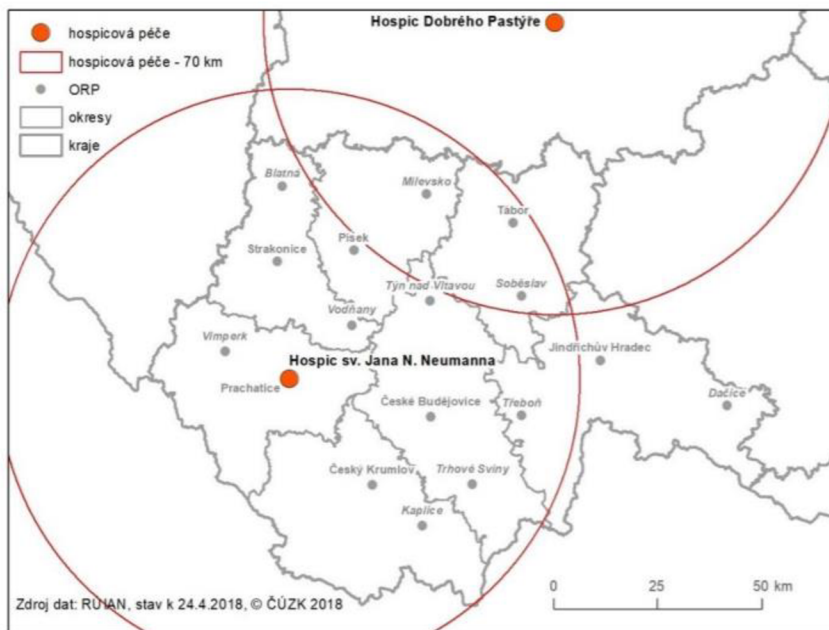 Hospic Dobrého Pastýře
hospicová péče
hospicová péče - 70 km
ORP
okresy
kraje
Blatná
Milevsko
Tábor
Písek
Strakonice
Soběslav
Týn nad Vltavou
Vodňany
Vimperk
Jindřichův Hradec
Hospic sv. Jana N. Neumanna
Prachatice
Dačice
České Budějovice
Třeboň
Český Krumlov
Trhové Sviny
Kaplice
0 25 50 km
Zdroj dat: RÚIAN, stav k 24.4.2018, © ČÚZK 2018